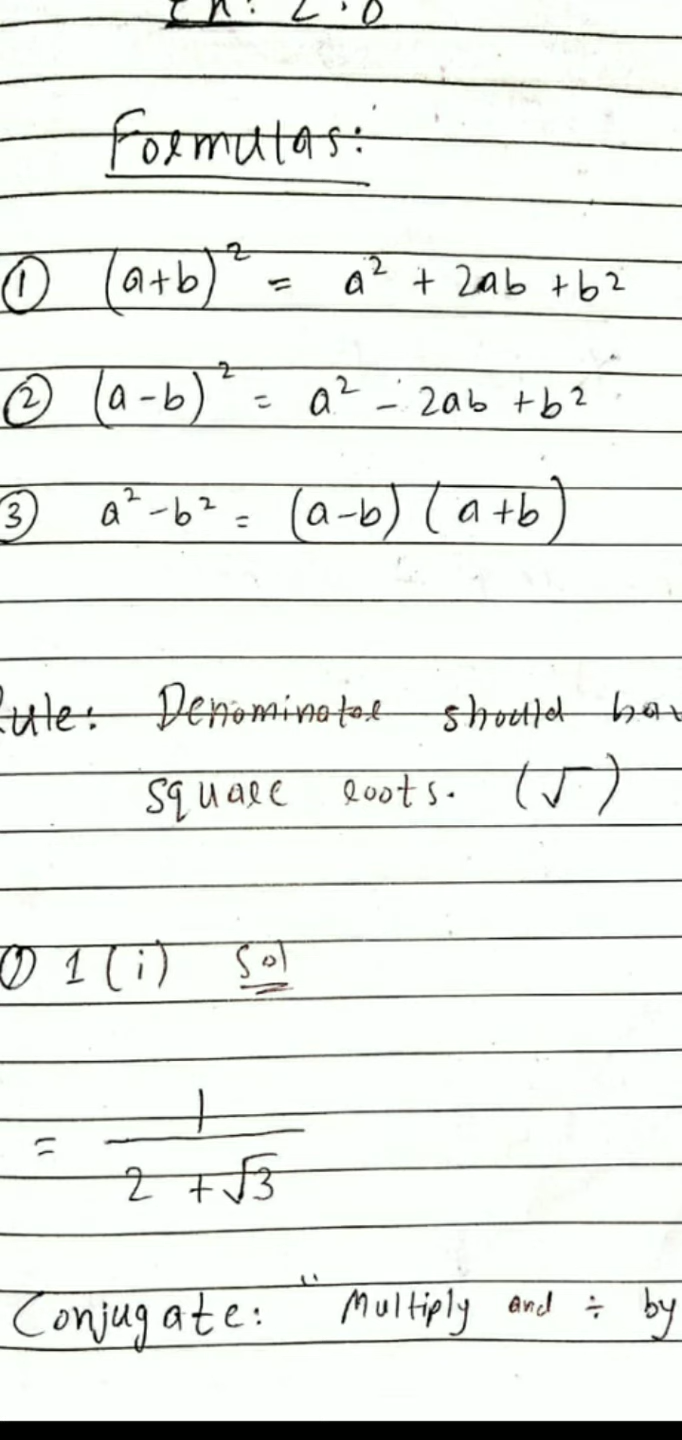 Formulas:
① (a+b)² = a² + 2ab + b²
② (a-b)² = a² - 2ab + b²
③ a² - b² = (a-b) (a+b)
Denominator should
square roots. (√)
1 (i) Sol
= 1 / (2 + √3)
Conjugate: "Multiply and ÷ by